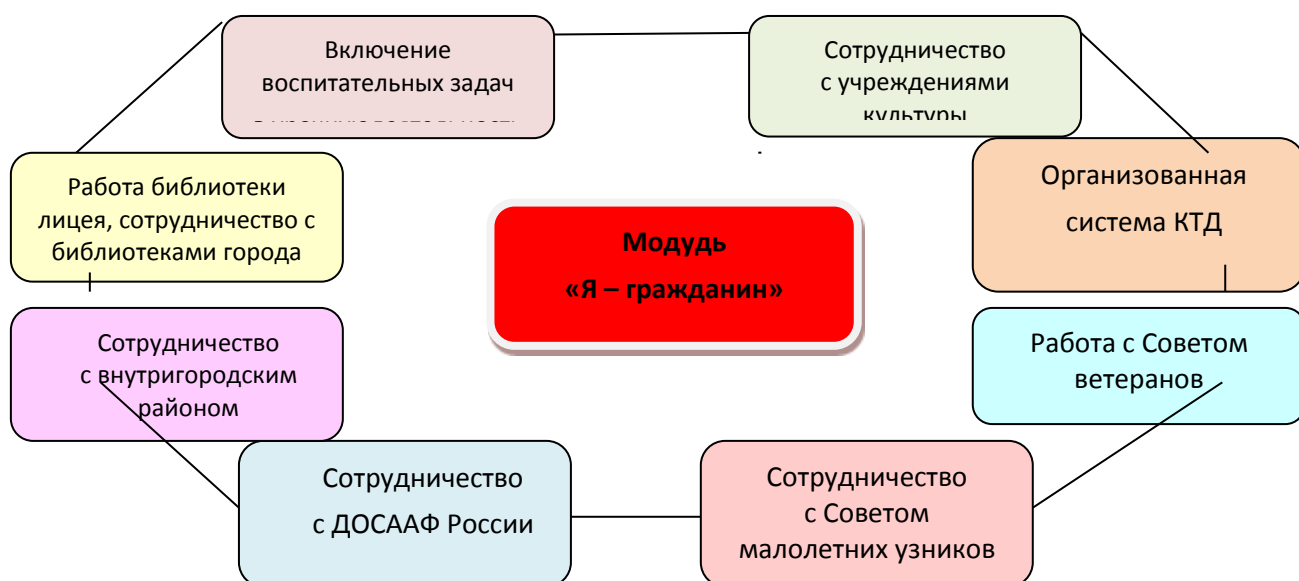 Включение
воспитательных задач
Сотрудничество
с учреждениями
культуры
Работа библиотеки
лицея, сотрудничество с
библиотеками города
Организованная
система КТД
Модудь
«Я – гражданин»
Сотрудничество
с внутригородским
районом
Работа с Советом
ветеранов
Сотрудничество
с ДОСААФ России
Сотрудничество
с Советом
малолетних узников